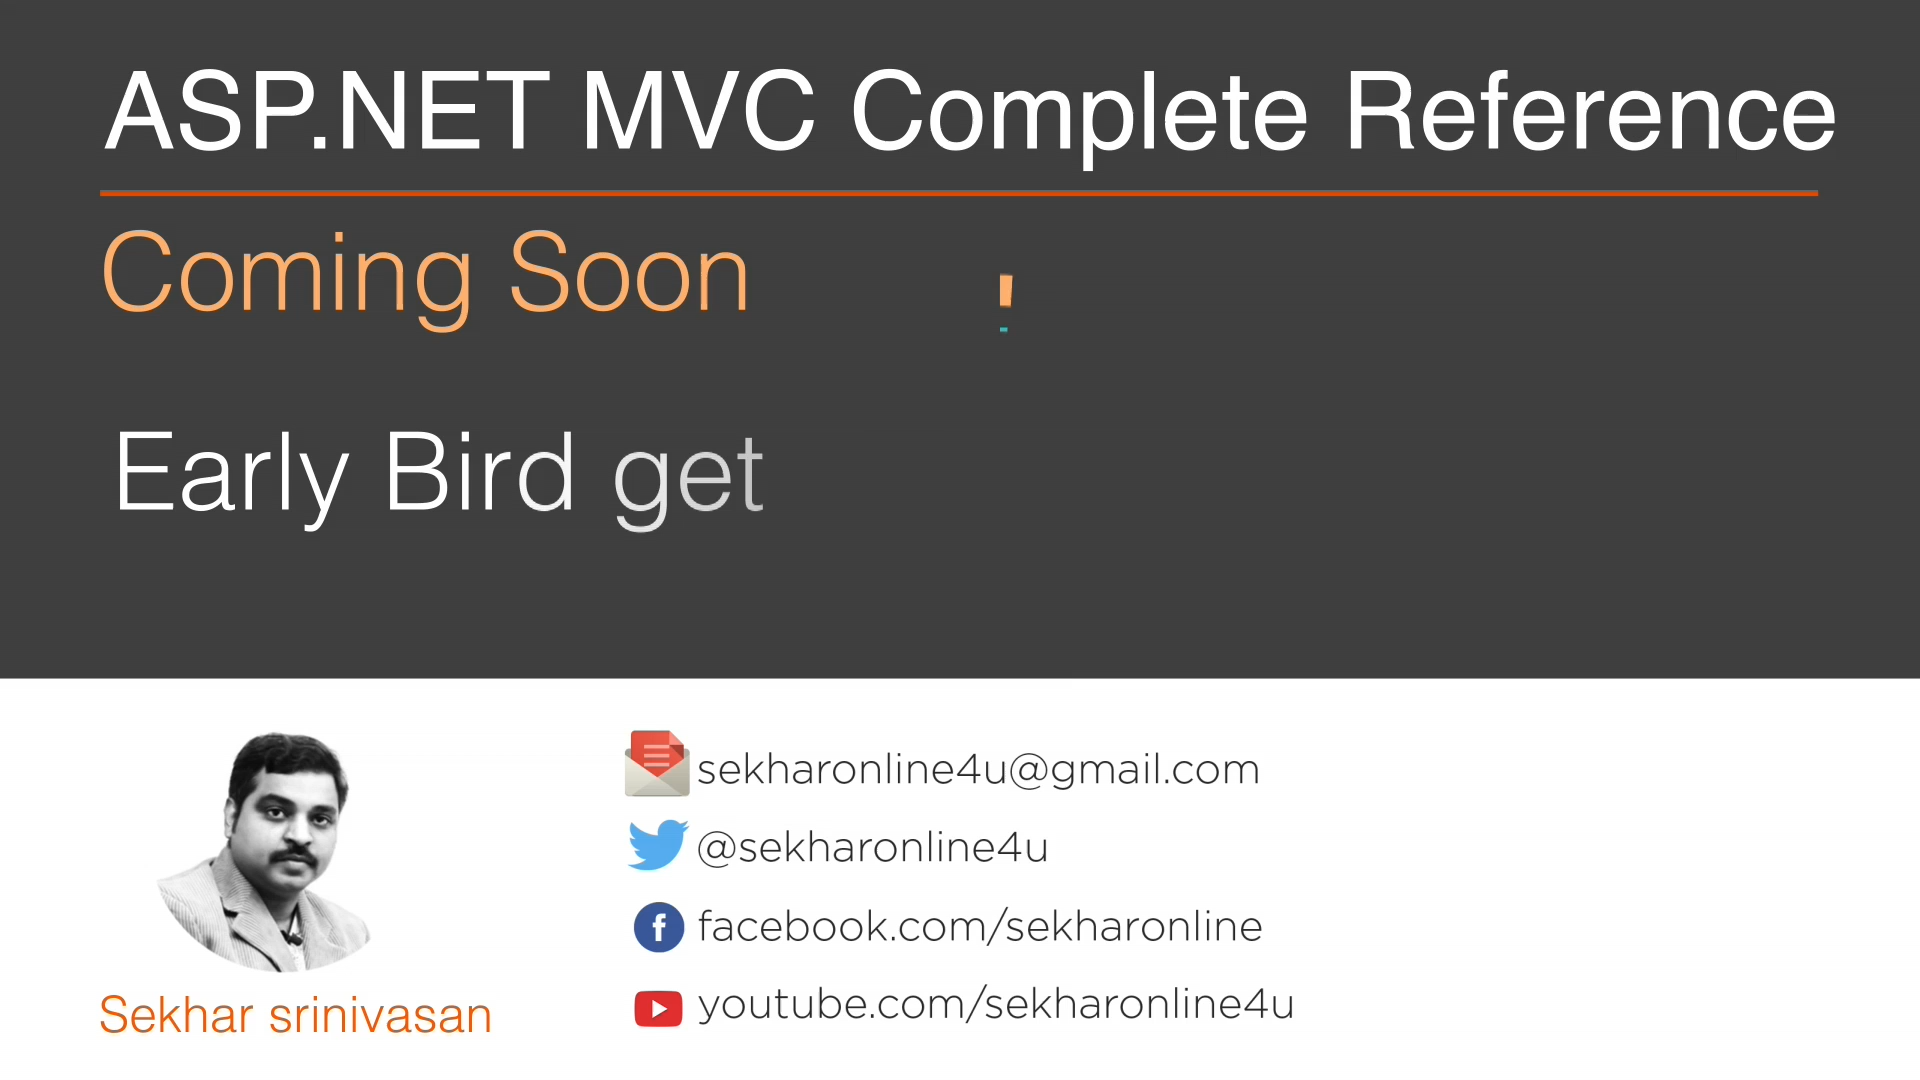 ASP.NET MVC Complete Reference
Coming Soon !
Early Bird get
sekharonline4u@gmail.com
@sekharonline4u
facebook.com/sekharonline
youtube.com/sekharonline4u
Sekhar srinivasan